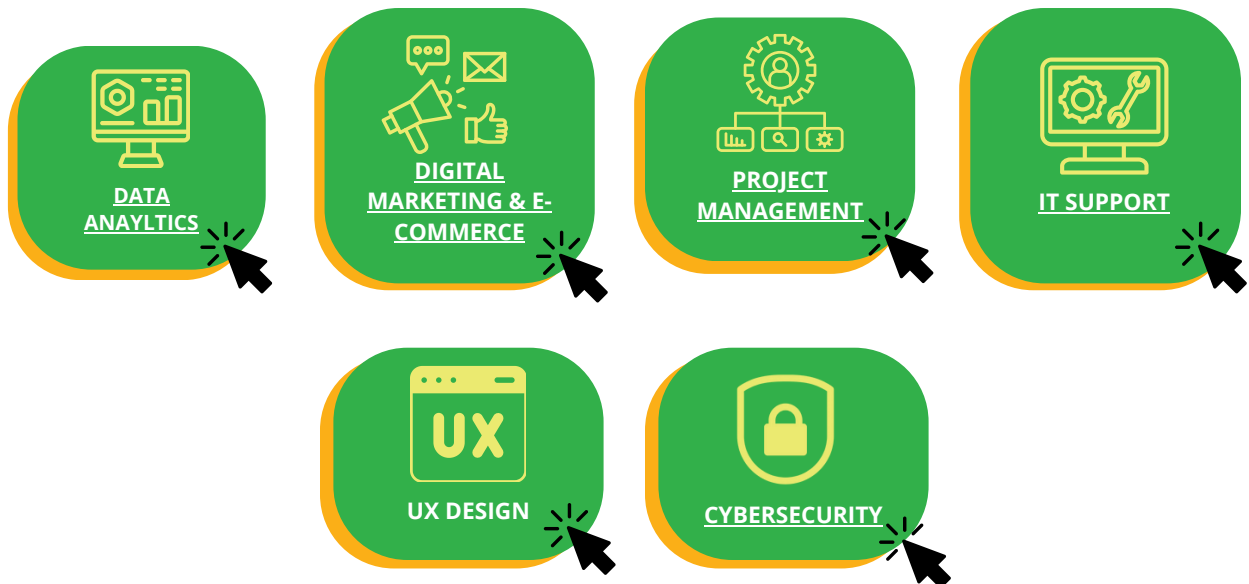 DATA
ANAYLTICS
DIGITAL
MARKETING & E-
COMMERCE
PROJECT
MANAGEMENT
IT SUPPORT
UX
UX DESIGN
CYBERSECURITY